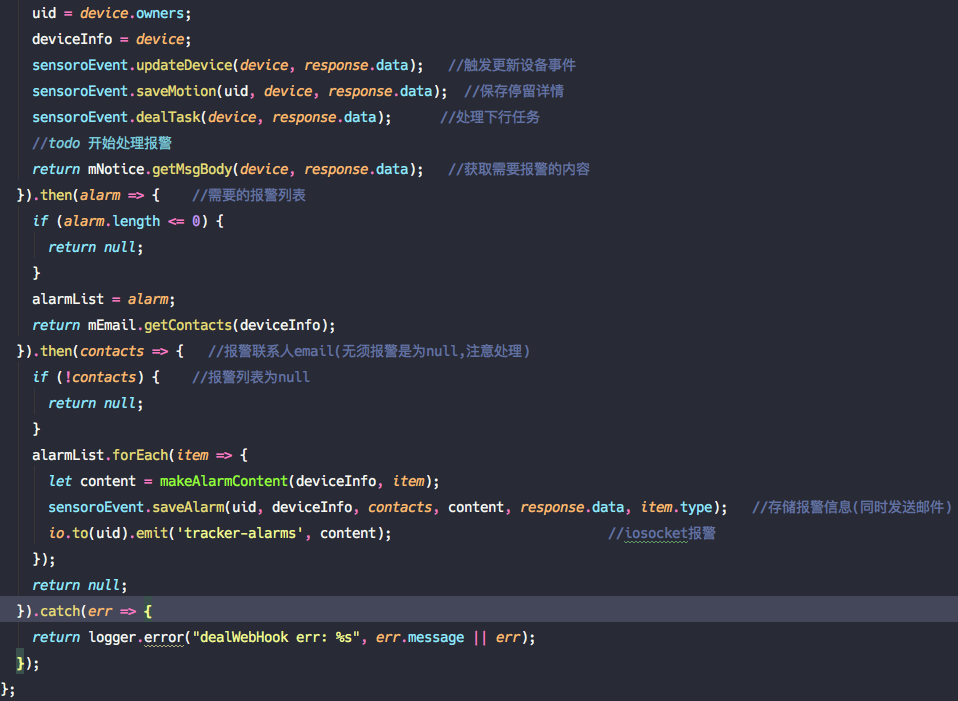 uid = device.owners;
deviceInfo = device;
sensoroEvent.updateDevice(device, response.data);   //触发更新设备事件
sensoroEvent.saveMotion(uid, device, response.data);  //保存停留详情
sensoroEvent.dealTask(device, response.data);      //处理下行任务
//todo 开始处理报警
return mNotice.getMsgBody(device, response.data);   //获取需要报警的内容
}).then(alarm => {    //需要的报警列表
if (alarm.length <= 0) {
return null;
}
alarmList = alarm;
return mEmail.getContacts(deviceInfo);
}).then(contacts => {   //报警联系人email(无须报警是为null,注意处理)
if (!contacts) {    //报警列表为null
return null;
}
alarmList.forEach(item => {
let content = makeAlarmContent(deviceInfo, item);
sensoroEvent.saveAlarm(uid, deviceInfo, contacts, content, response.data, item.type);   //存储报警信息(同时发送邮件)
io.to(uid).emit('tracker-alarms', content);                           //iosocket报警
});
return null;
}).catch(err => {
return logger.error("dealWebHook err: %s", err.message || err);
});
};